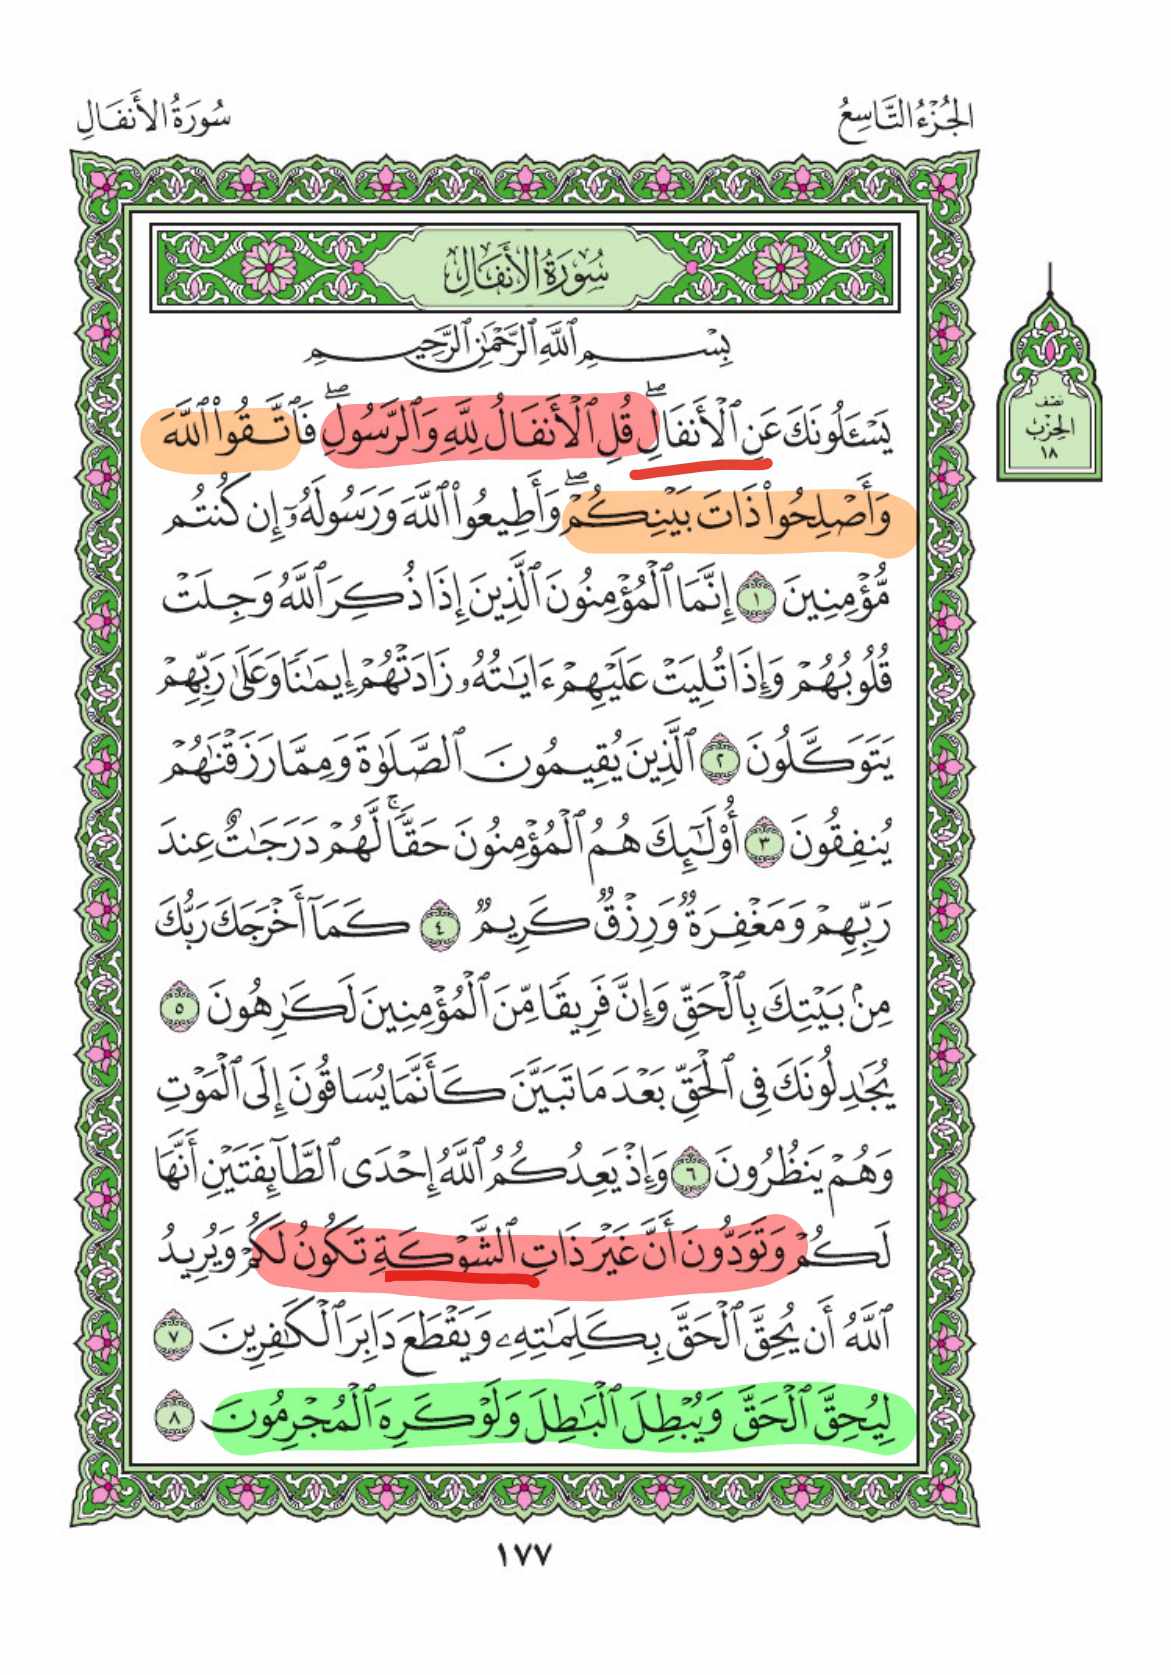 الجُزْءُ التَّاسِعُ
سُورَةُ الأَنفَالِ
سُورَةُ الأَنفَالِ
بِسْمِ ٱللَّهِ ٱلرَّحْمَٰنِ ٱلرَّحِيمِ
يَسْـَٔلُونَكَ عَنِ ٱلْأَنفَالِۖ قُلِ ٱلْأَنفَالُ لِلَّهِ وَٱلرَّسُولِۖ فَٱتَّقُوا۟ ٱللَّهَ
وَأَصْلِحُوا۟ ذَاتَ بَيْنِكُمْۖ وَأَطِيعُوا۟ ٱللَّهَ وَرَسُولَهُۥٓ إِن كُنتُم
مُّؤْمِنِينَ ١ إِنَّمَا ٱلْمُؤْمِنُونَ ٱلَّذِينَ إِذَا ذُكِرَ ٱللَّهُ وَجِلَتْ
قُلُوبُهُمْ وَإِذَا تُلِيَتْ عَلَيْهِمْ ءَايَٰتُهُۥ زَادَتْهُمْ إِيمَٰنًا وَعَلَىٰ رَبِّهِمْ
يَتَوَكَّلُونَ ٢ ٱلَّذِينَ يُقِيمُونَ ٱلصَّلَوٰةَ وَمِمَّا رَزَقْنَٰهُمْ
يُنفِقُونَ ٣ أُو۟لَٰٓئِكَ هُمُ ٱلْمُؤْمِنُونَ حَقًّاۚ لَّهُمْ دَرَجَٰتٌ عِندَ
رَبِّهِمْ وَمَغْفِرَةٌ وَرِزْقٌ كَرِيمٌ ٤ كَمَآ أَخْرَجَكَ رَبُّكَ
مِنۢ بَيْتِكَ بِٱلْحَقِّ وَإِنَّ فَرِيقًا مِّنَ ٱلْمُؤْمِنِينَ لَكَٰرِهُونَ ٥
يُجَٰدِلُونَكَ فِى ٱلْحَقِّ بَعْدَ مَا تَبَيَّنَ كَأَنَّمَا يُسَاقُونَ إِلَى ٱلْمَوْتِ
وَهُمْ يَنظُرُونَ ٦ وَإِذْ يَعِدُكُمُ ٱللَّهُ إِحْدَى ٱلطَّآئِفَتَيْنِ أَنَّهَا
لَكُمْ وَتَوَدُّونَ أَنَّ غَيْرَ ذَاتِ ٱلشَّوْكَةِ تَكُونُ لَكُمْ وَيُرِيدُ
ٱللَّهُ أَن يُحِقَّ ٱلْحَقَّ بِكَلِمَٰتِهِۦ وَيَقْطَعَ دَابِرَ ٱلْكَٰفِرِينَ ٧
لِيُحِقَّ ٱلْحَقَّ وَيُبْطِلَ ٱلْبَٰطِلَ وَلَوْ كَرِهَ ٱلْمُجْرِمُونَ ٨
نصف
الحِزْب
١٨
١٧٧